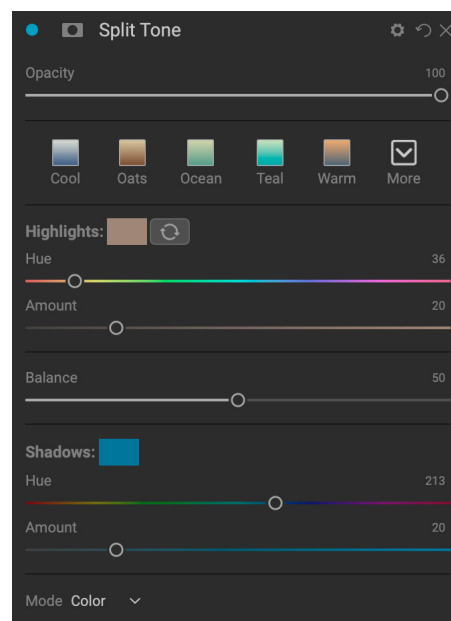 Split Tone
Opacity 100
Cool Oats Ocean Teal Warm More
Highlights:
Hue 36
Amount 20
Balance 50
Shadows:
Hue 213
Amount 20
Mode Color